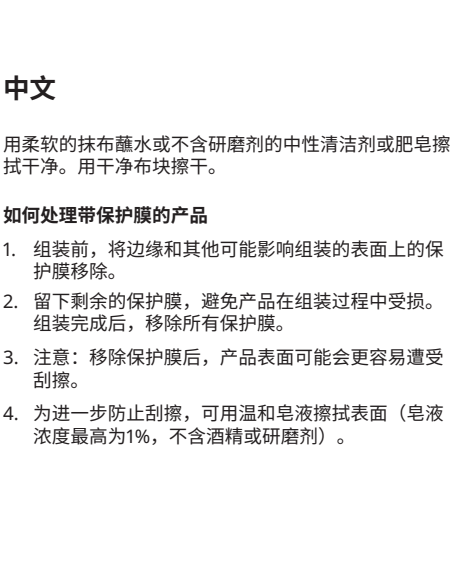 中文
用柔软的抹布蘸水或不含研磨剂的中性清洁剂或肥皂擦
拭干净。用干净布块擦干。
如何处理带保护膜的产品
1. 组装前，将边缘和其他可能影响组装的表面上的保
护膜移除。
2. 留下剩余的保护膜，避免产品在组装过程中受损。
组装完成后，移除所有保护膜。
3. 注意：移除保护膜后，产品表面可能会更容易遭受
刮擦。
4. 为进一步防止刮擦，可用温和皂液擦拭表面（皂液
浓度最高为1%，不含酒精或研磨剂）。